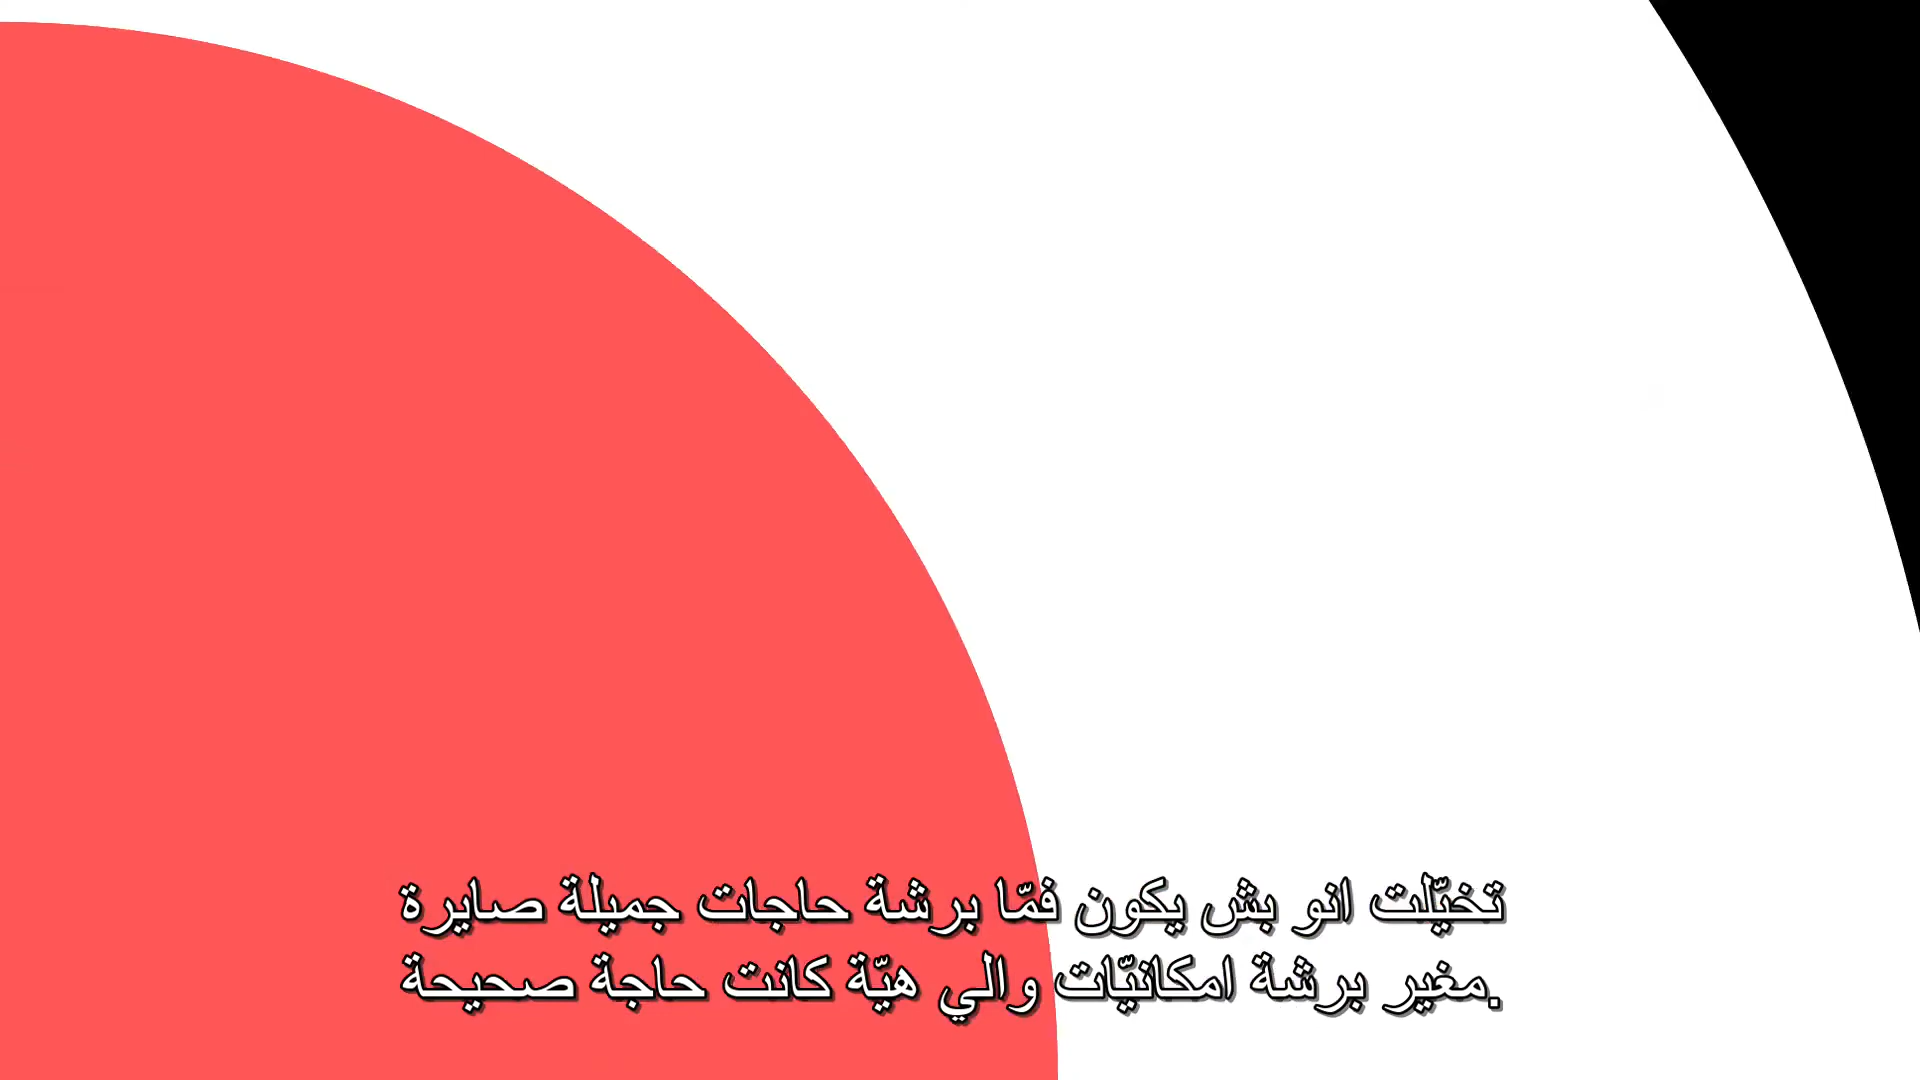 تخيّلت انو بش يكون فمّا برشة حاجات جميلة صايرة
مغير برشة امكانيّات والي هيّة كانت حاجة صحيحة.